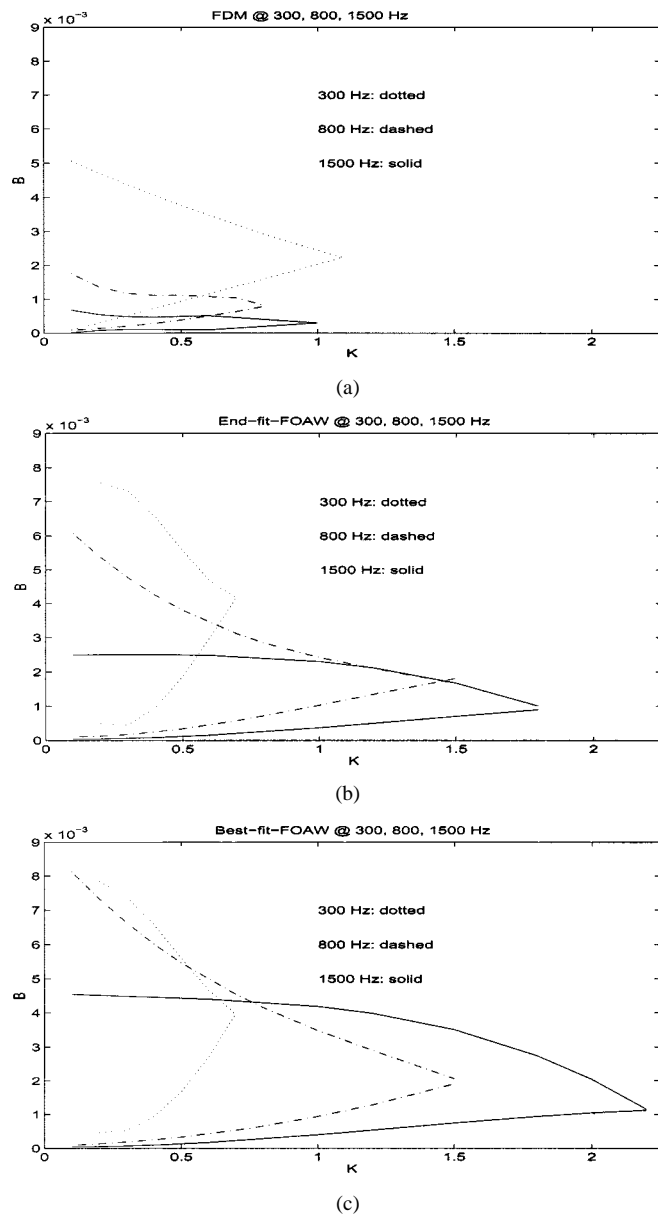 FDM @ 300, 800, 1500 Hz
× 10⁻³
9
8
7
6
5
4
3
2
1
0
B
300 Hz: dotted
800 Hz: dashed
1500 Hz: solid
0.5
1
1.5
2
K
(a)
End-fit-FOAW @ 300, 800, 1500 Hz
× 10⁻³
9
8
7
6
5
4
3
2
1
0
B
300 Hz: dotted
800 Hz: dashed
1500 Hz: solid
0.5
1
1.5
2
K
(b)
Best-fit-FOAW @ 300, 800, 1500 Hz
× 10⁻³
9
8
7
6
5
4
3
2
1
0
B
300 Hz: dotted
800 Hz: dashed
1500 Hz: solid
0.5
1
1.5
2
K
(c)